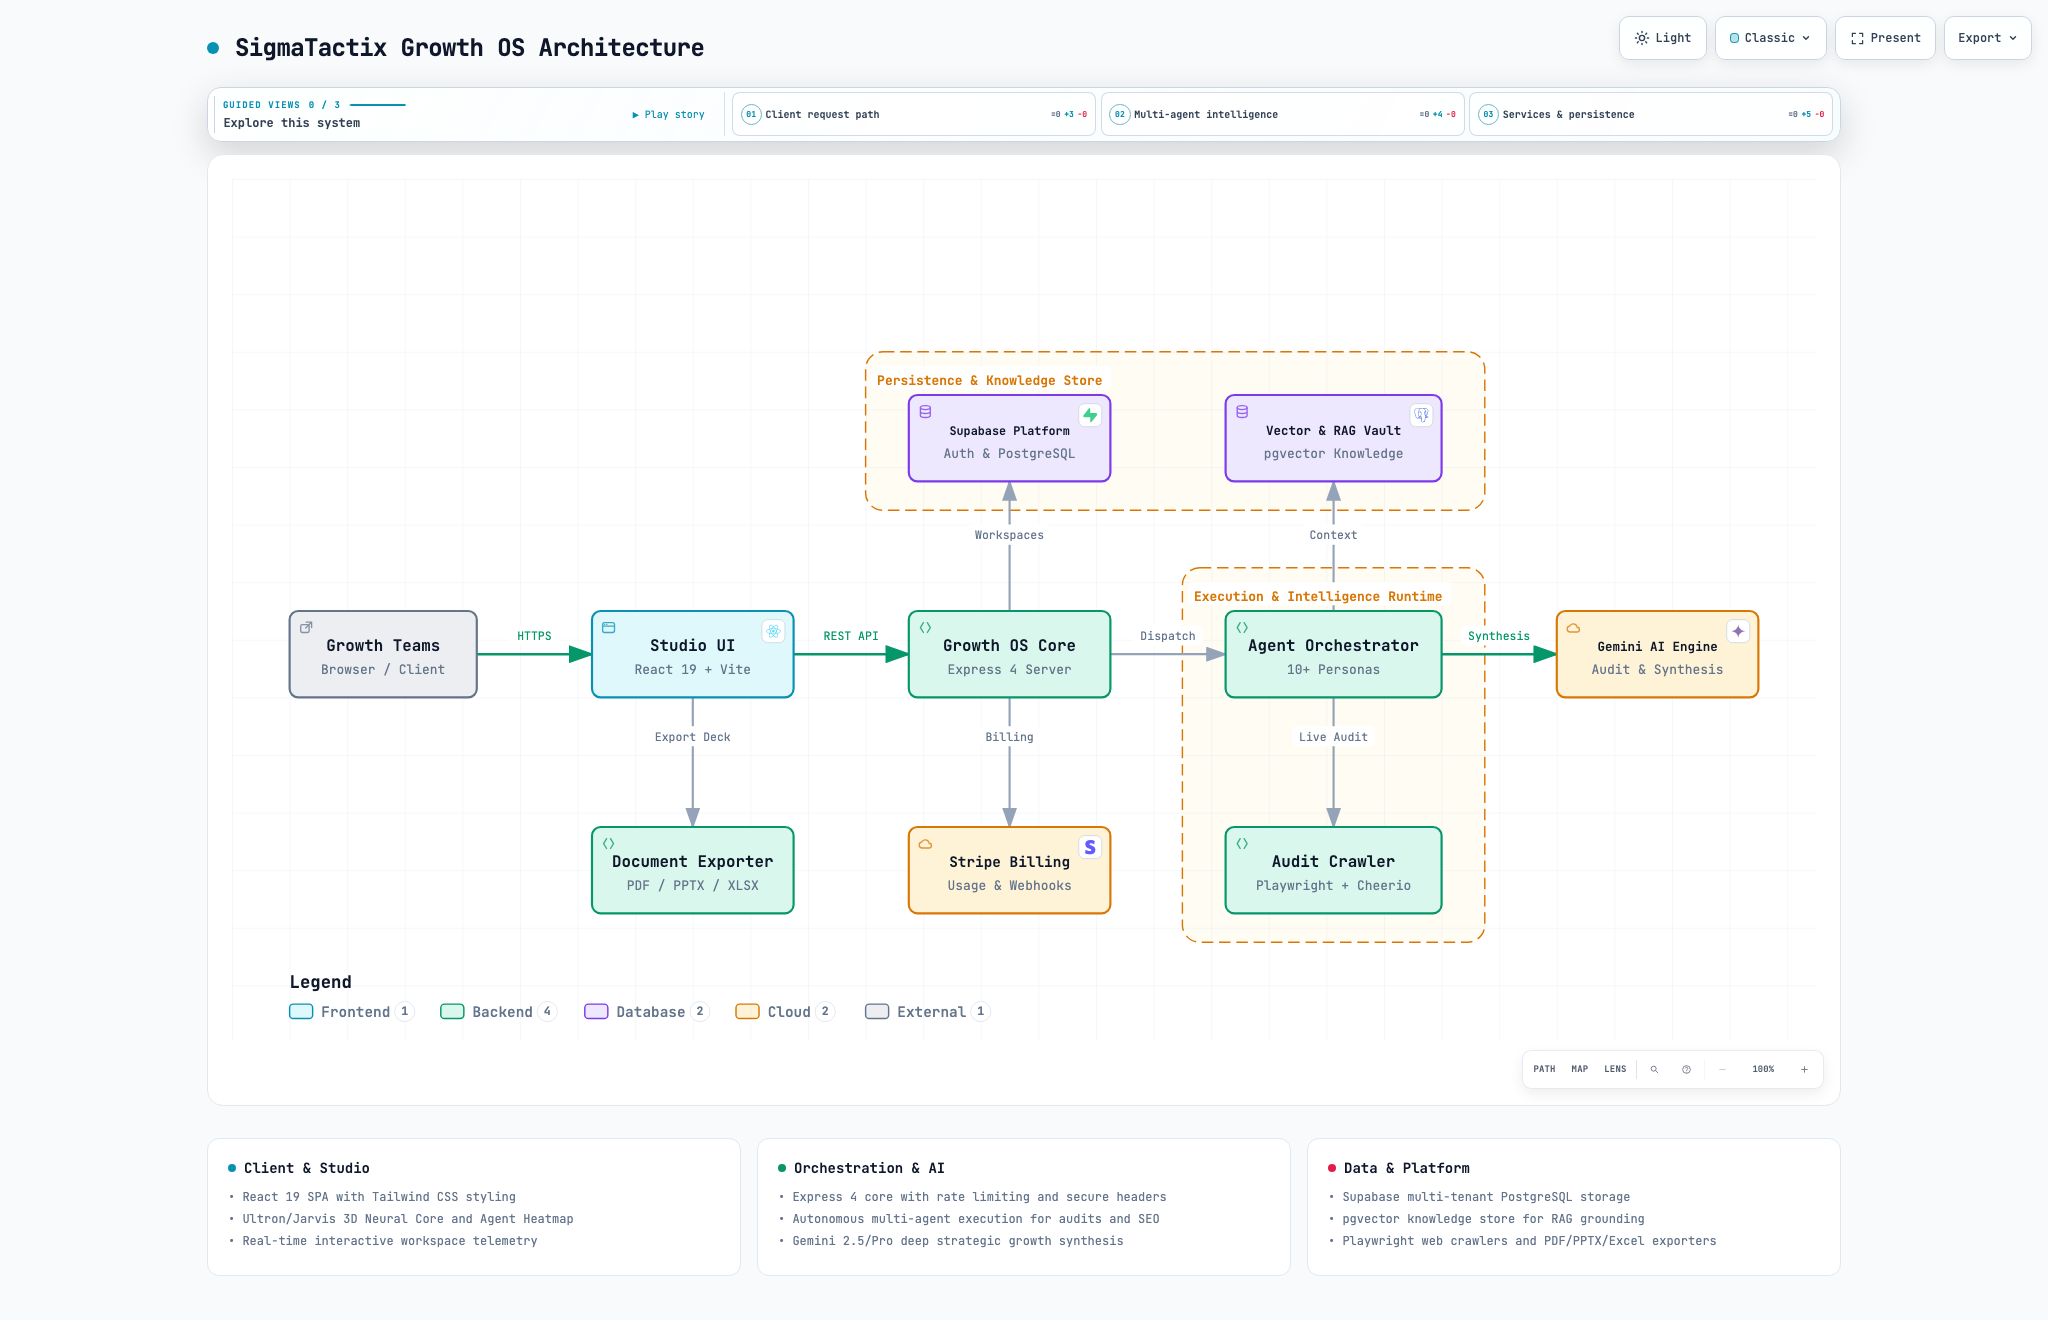 SigmaTactix Growth OS Architecture
Light
Classic
Present
Export
GUIDED VIEWS 0 / 3
Explore this system
▶ Play story
01 Client request path =0 +3 -0
02 Multi-agent intelligence =0 +4 -0
03 Services & persistence =0 +5 -0
Persistence & Knowledge Store
Supabase Platform
Auth & PostgreSQL
Vector & RAG Vault
pgvector Knowledge
Workspaces
Context
Execution & Intelligence Runtime
Growth Teams
Browser / Client
HTTPS
Studio UI
React 19 + Vite
REST API
Growth OS Core
Express 4 Server
Dispatch
Agent Orchestrator
10+ Personas
Synthesis
Gemini AI Engine
Audit & Synthesis
Export Deck
Billing
Live Audit
Document Exporter
PDF / PPTX / XLSX
Stripe Billing
Usage & Webhooks
Audit Crawler
Playwright + Cheerio
Legend
Frontend 1
Backend 4
Database 2
Cloud 2
External 1
PATH MAP LENS − 100% +
Client & Studio
• React 19 SPA with Tailwind CSS styling
• Ultron/Jarvis 3D Neural Core and Agent Heatmap
• Real-time interactive workspace telemetry
Orchestration & AI
• Express 4 core with rate limiting and secure headers
• Autonomous multi-agent execution for audits and SEO
• Gemini 2.5/Pro deep strategic growth synthesis
Data & Platform
• Supabase multi-tenant PostgreSQL storage
• pgvector knowledge store for RAG grounding
• Playwright web crawlers and PDF/PPTX/Excel exporters